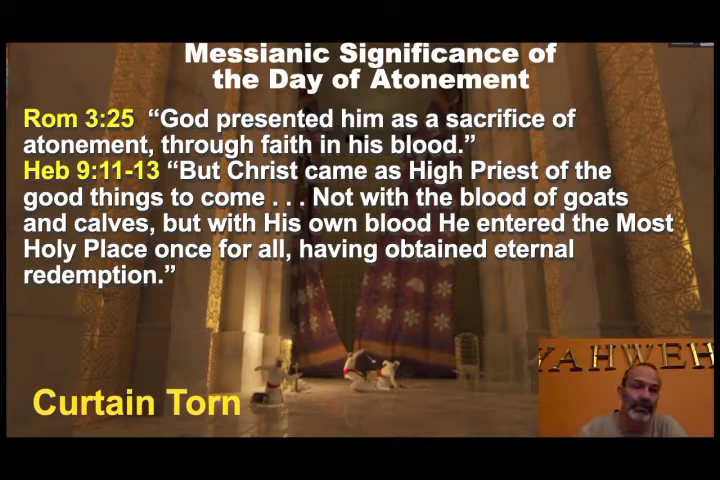 Messianic Significance of
the Day of Atonement
Rom 3:25 “God presented him as a sacrifice of
atonement, through faith in his blood.”
Heb 9:11-13 “But Christ came as High Priest of the
good things to come . . . Not with the blood of goats
and calves, but with His own blood He entered the Most
Holy Place once for all, having obtained eternal
redemption.”
YAHWEH
Curtain Torn